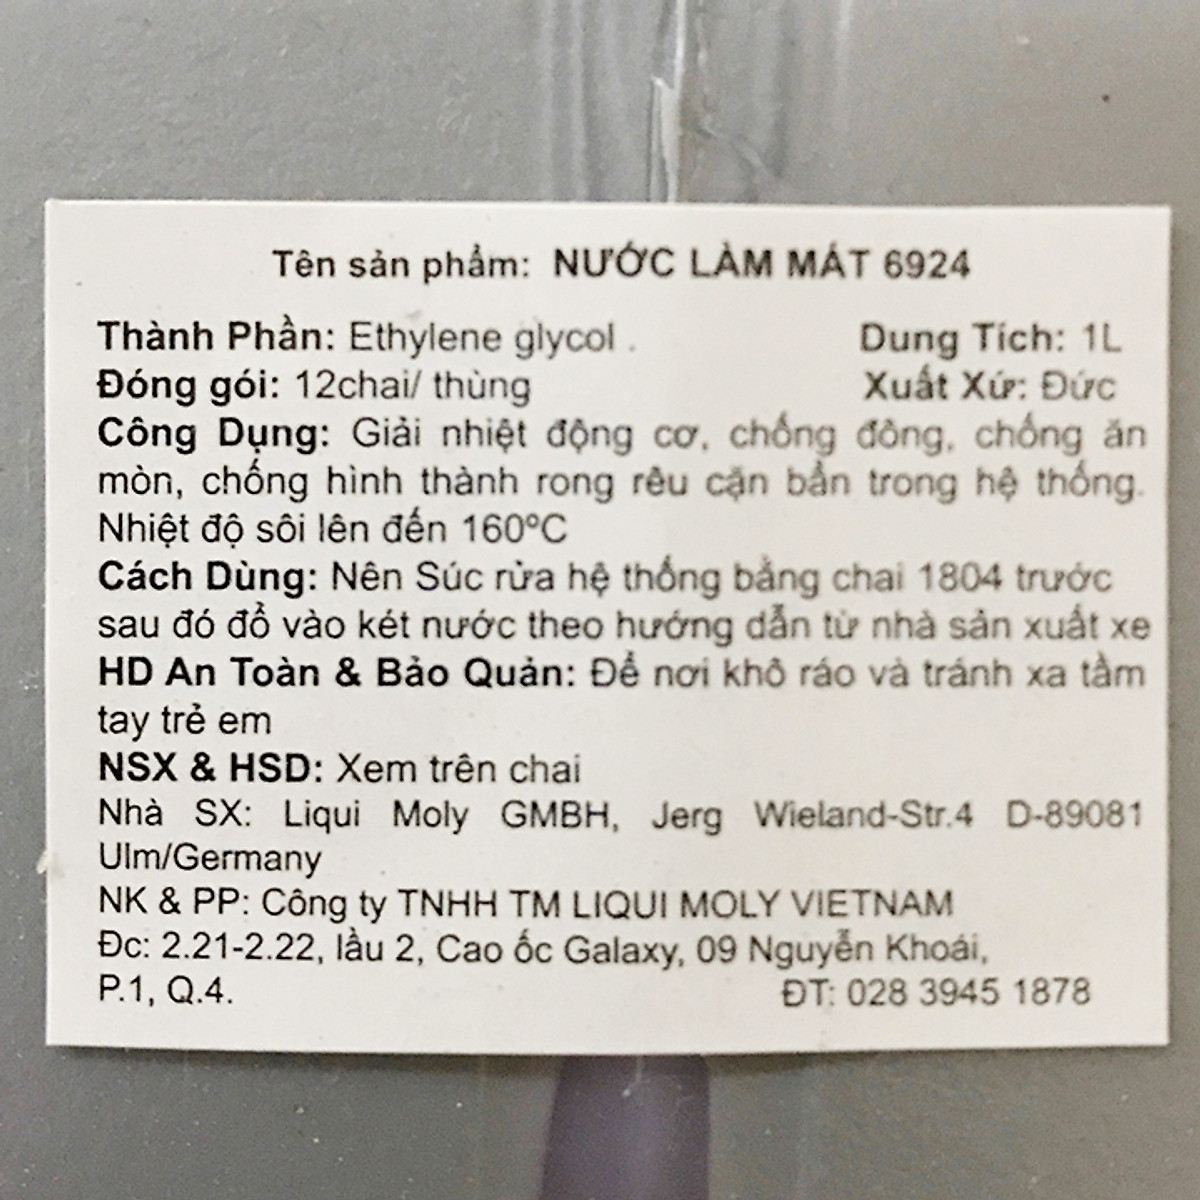 Tên sản phẩm: NƯỚC LÀM MÁT 6924
Thành Phần: Ethylene glycol . Dung Tích: 1L
Đóng gói: 12chai/ thùng Xuất Xứ: Đức
Công Dụng: Giải nhiệt động cơ, chống đông, chống ăn
mòn, chống hình thành rong rêu cặn bẩn trong hệ thống.
Nhiệt độ sôi lên đến 160ºC
Cách Dùng: Nên Súc rửa hệ thống bằng chai 1804 trước
sau đó đổ vào két nước theo hướng dẫn từ nhà sản xuất xe
HD An Toàn & Bảo Quản: Để nơi khô ráo và tránh xa tầm
tay trẻ em
NSX & HSD: Xem trên chai
Nhà SX: Liqui Moly GMBH, Jerg Wieland-Str.4 D-89081
Ulm/Germany
NK & PP: Công ty TNHH TM LIQUI MOLY VIETNAM
Đc: 2.21-2.22, lầu 2, Cao ốc Galaxy, 09 Nguyễn Khoái,
P.1, Q.4. ĐT: 028 3945 1878